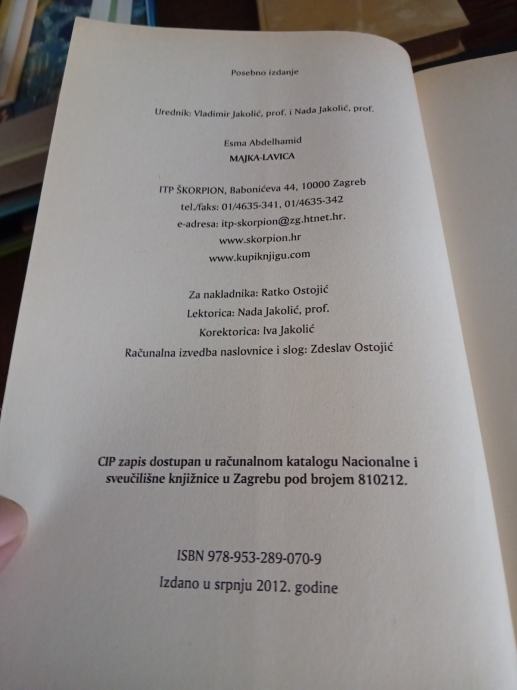 Posebno izdanje
Urednik: Vladimir Jakolić, prof. i Nada Jakolić, prof.
Esma Abdelhamid
MAJKA-LAVICA
ITP ŠKORPION, Babonićeva 44, 10000 Zagreb
tel./faks: 01/4635-341, 01/4635-342
e-adresa: itp-skorpion@zg.htnet.hr.
www.skorpion.hr
www.kupiknjigu.com
Za nakladnika: Ratko Ostojić
Lektorica: Nada Jakolić, prof.
Korektorica: Iva Jakolić
Računalna izvedba naslovnice i slog: Zdeslav Ostojić
CIP zapis dostupan u računalnom katalogu Nacionalne i
sveučilišne knjižnice u Zagrebu pod brojem 810212.
ISBN 978-953-289-070-9
Izdano u srpnju 2012. godine